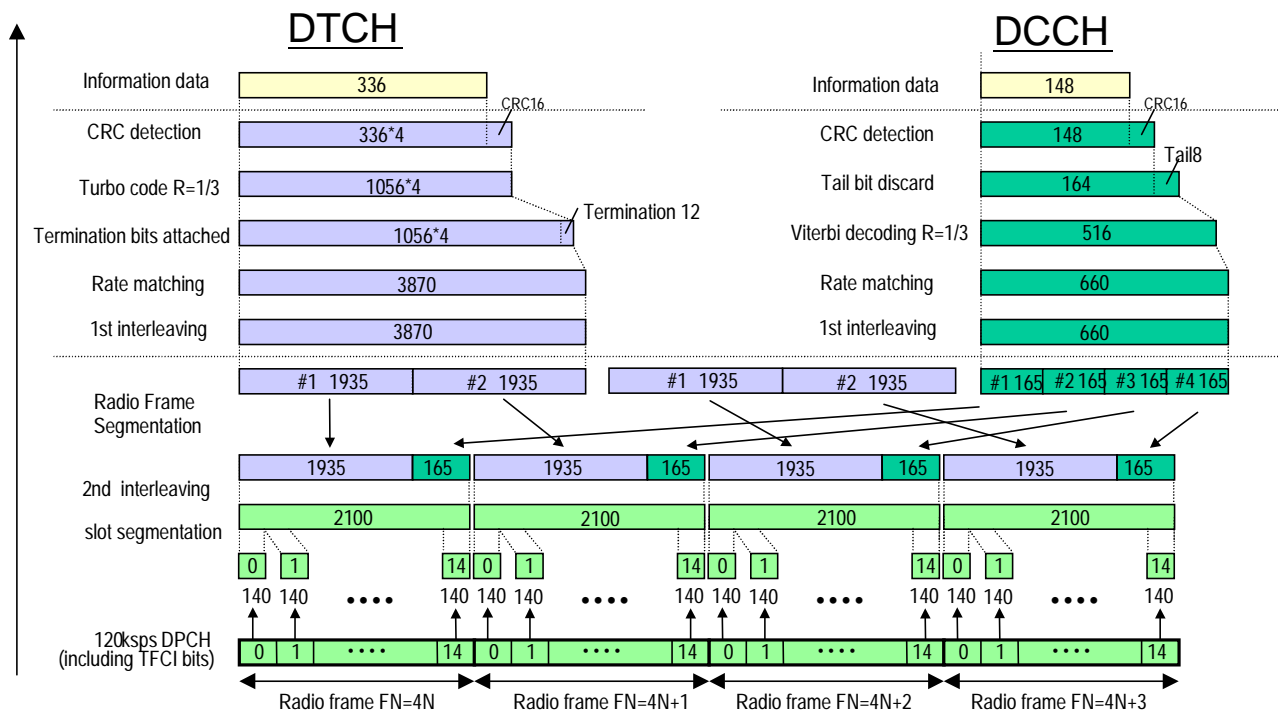 DTCH
DCCH
Information data
336
Information data
148
CRC16
CRC16
CRC detection
336*4
CRC detection
148
Tail8
Turbo code R=1/3
1056*4
Tail bit discard
164
Termination 12
Termination bits attached
1056*4
Viterbi decoding R=1/3
516
Rate matching
3870
Rate matching
660
1st interleaving
3870
1st interleaving
660
#1 1935
#2 1935
#1 1935
#2 1935
#1 165
#2 165
#3 165
#4 165
Radio Frame
Segmentation
1935
165
1935
165
1935
165
1935
165
2nd interleaving
2100
2100
2100
2100
slot segmentation
0 1 14 0 1 14 0 1 14 0 1 14
140 140 •••• 140 140 140 •••• 140 140 140 •••• 140 140 140 •••• 140
120ksps DPCH
(including TFCI bits)
0 1 •••• 14 0 1 •••• 14 0 1 •••• 14 0 1 •••• 14
Radio frame FN=4N
Radio frame FN=4N+1
Radio frame FN=4N+2
Radio frame FN=4N+3